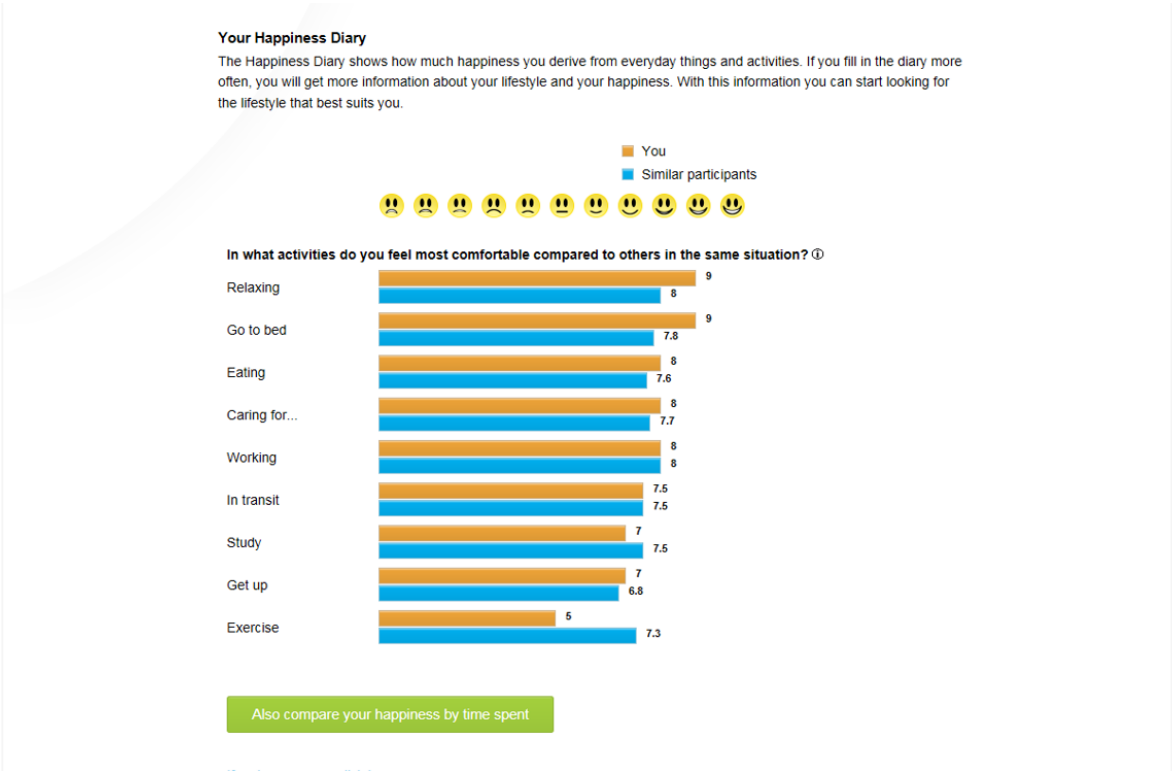 Your Happiness Diary
The Happiness Diary shows how much happiness you derive from everyday things and activities. If you fill in the diary more
often, you will get more information about your lifestyle and your happiness. With this information you can start looking for
the lifestyle that best suits you.
You
Similar participants
In what activities do you feel most comfortable compared to others in the same situation?
Relaxing
9
8
Go to bed
9
7.8
Eating
8
7.6
Caring for...
8
7.7
Working
8
8
In transit
7.5
7.5
Study
7
7.5
Get up
7
6.8
Exercise
5
7.3
Also compare your happiness by time spent